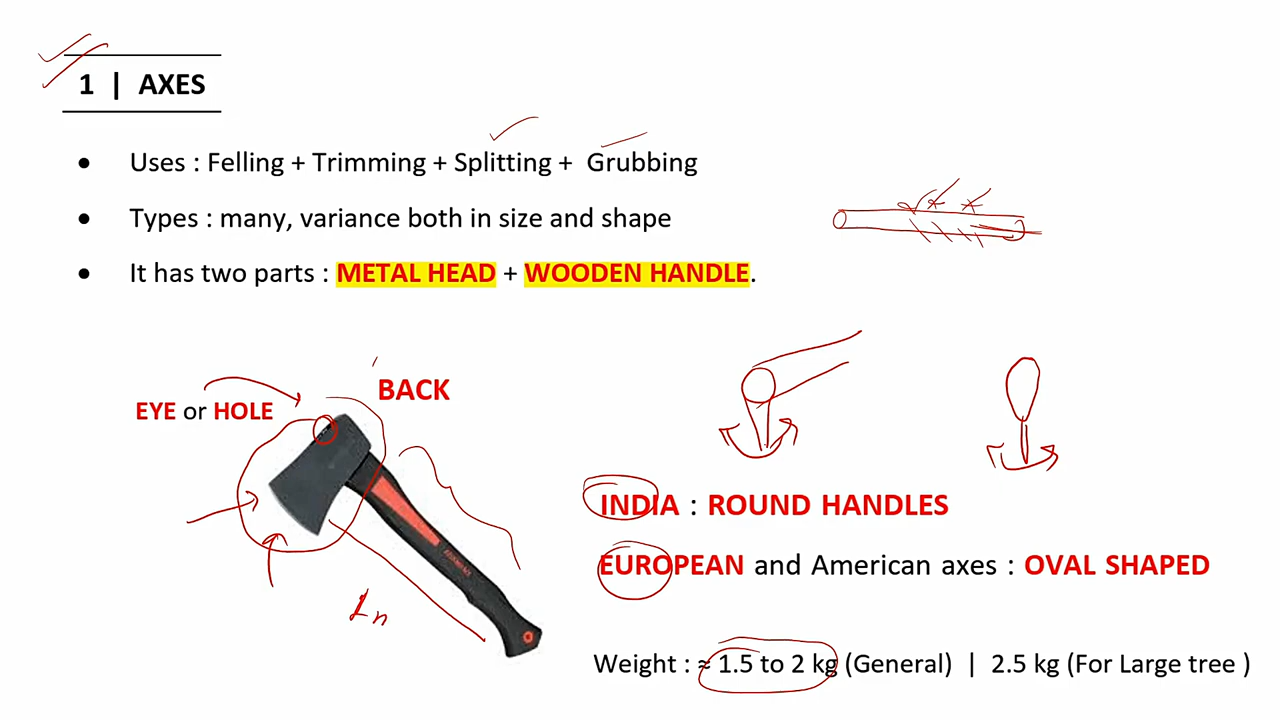 1 | AXES
• Uses : Felling + Trimming + Splitting + Grubbing
• Types : many, variance both in size and shape
• It has two parts : METAL HEAD + WOODEN HANDLE.
BACK
EYE or HOLE
INDIA : ROUND HANDLES
EUROPEAN and American axes : OVAL SHAPED
Weight : ≈ 1.5 to 2 kg (General) | 2.5 kg (For Large tree )